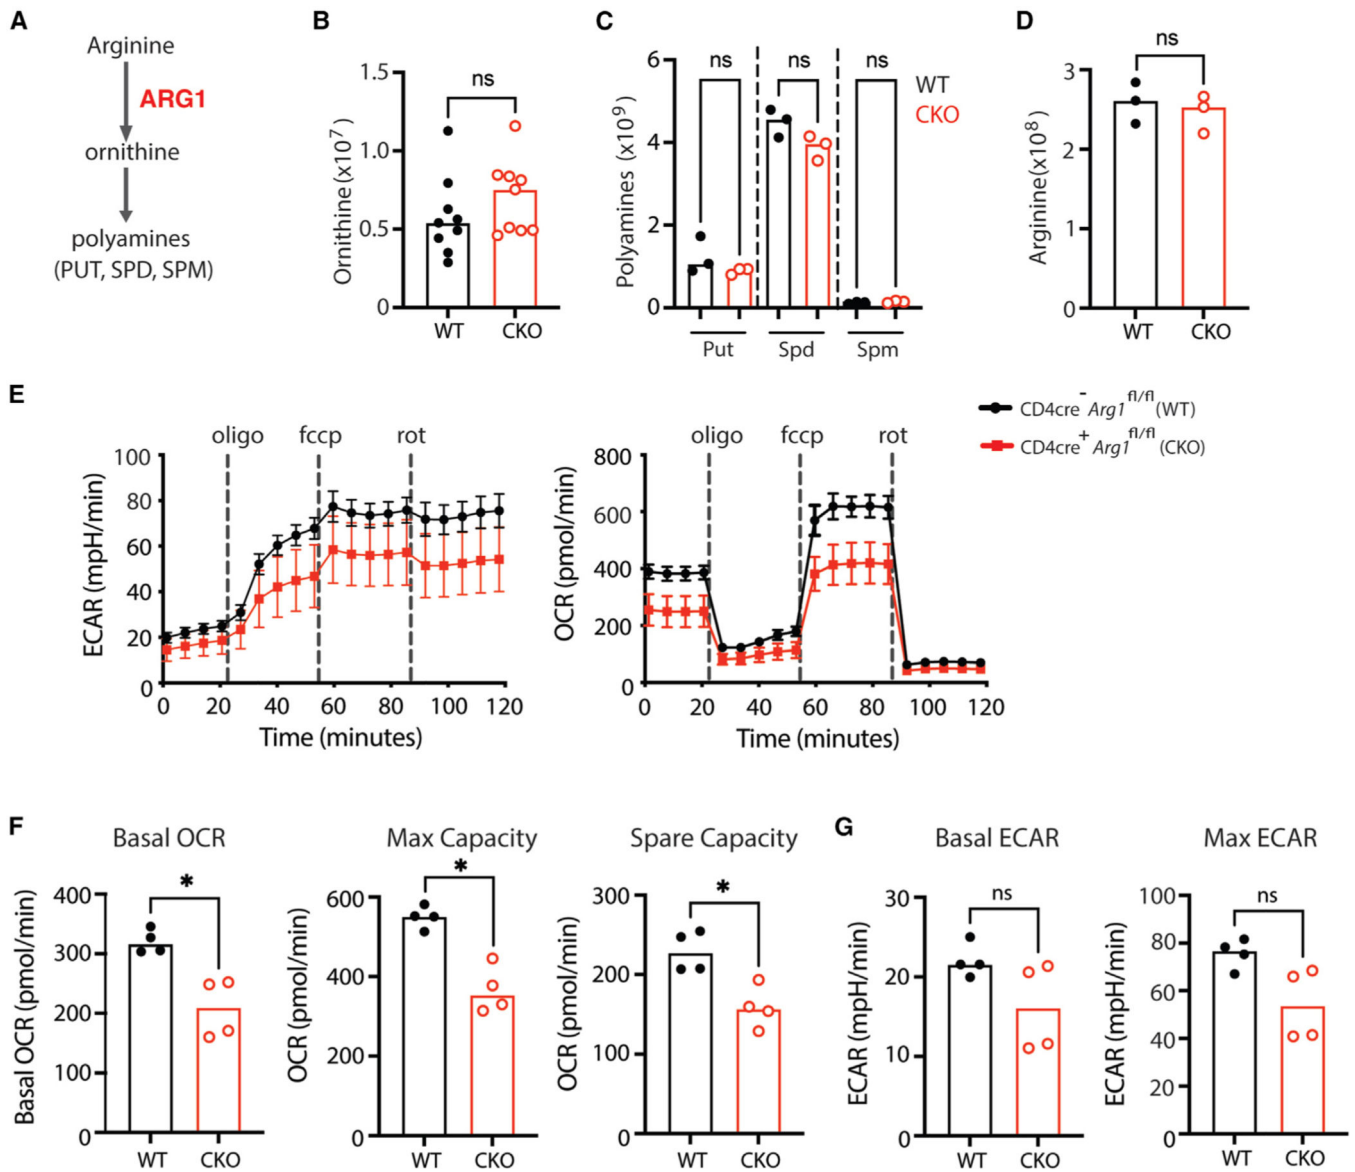 A
Arginine
ARG1
ornithine
polyamines
(PUT, SPD, SPM)
B
ns
Ornithine(x10⁷)
1.5
1.0
0.5
0
WT CKO
C
ns ns ns
WT
CKO
Polyamines (x10⁹)
6
4
2
0
Put Spd Spm
D
ns
Arginine(x10⁸)
3
2
1
0
WT CKO
E
oligo fccp rot
ECAR (mpH/min)
100
80
60
40
20
0
0 20 40 60 80 100 120
Time (minutes)
oligo fccp rot
OCR (pmol/min)
800
600
400
200
0
0 20 40 60 80 100 120
Time (minutes)
CD4cre⁻ Arg1 fl/fl (WT)
CD4cre⁺ Arg1 fl/fl (CKO)
F
Basal OCR
*
Basal OCR (pmol/min)
400
300
200
100
0
WT CKO
Max Capacity
*
OCR (pmol/min)
600
400
200
0
WT CKO
Spare Capacity
*
OCR (pmol/min)
300
200
100
0
WT CKO
G
Basal ECAR
ns
ECAR (mpH/min)
30
20
10
0
WT CKO
Max ECAR
ns
ECAR (mpH/min)
100
80
60
40
20
0
WT CKO